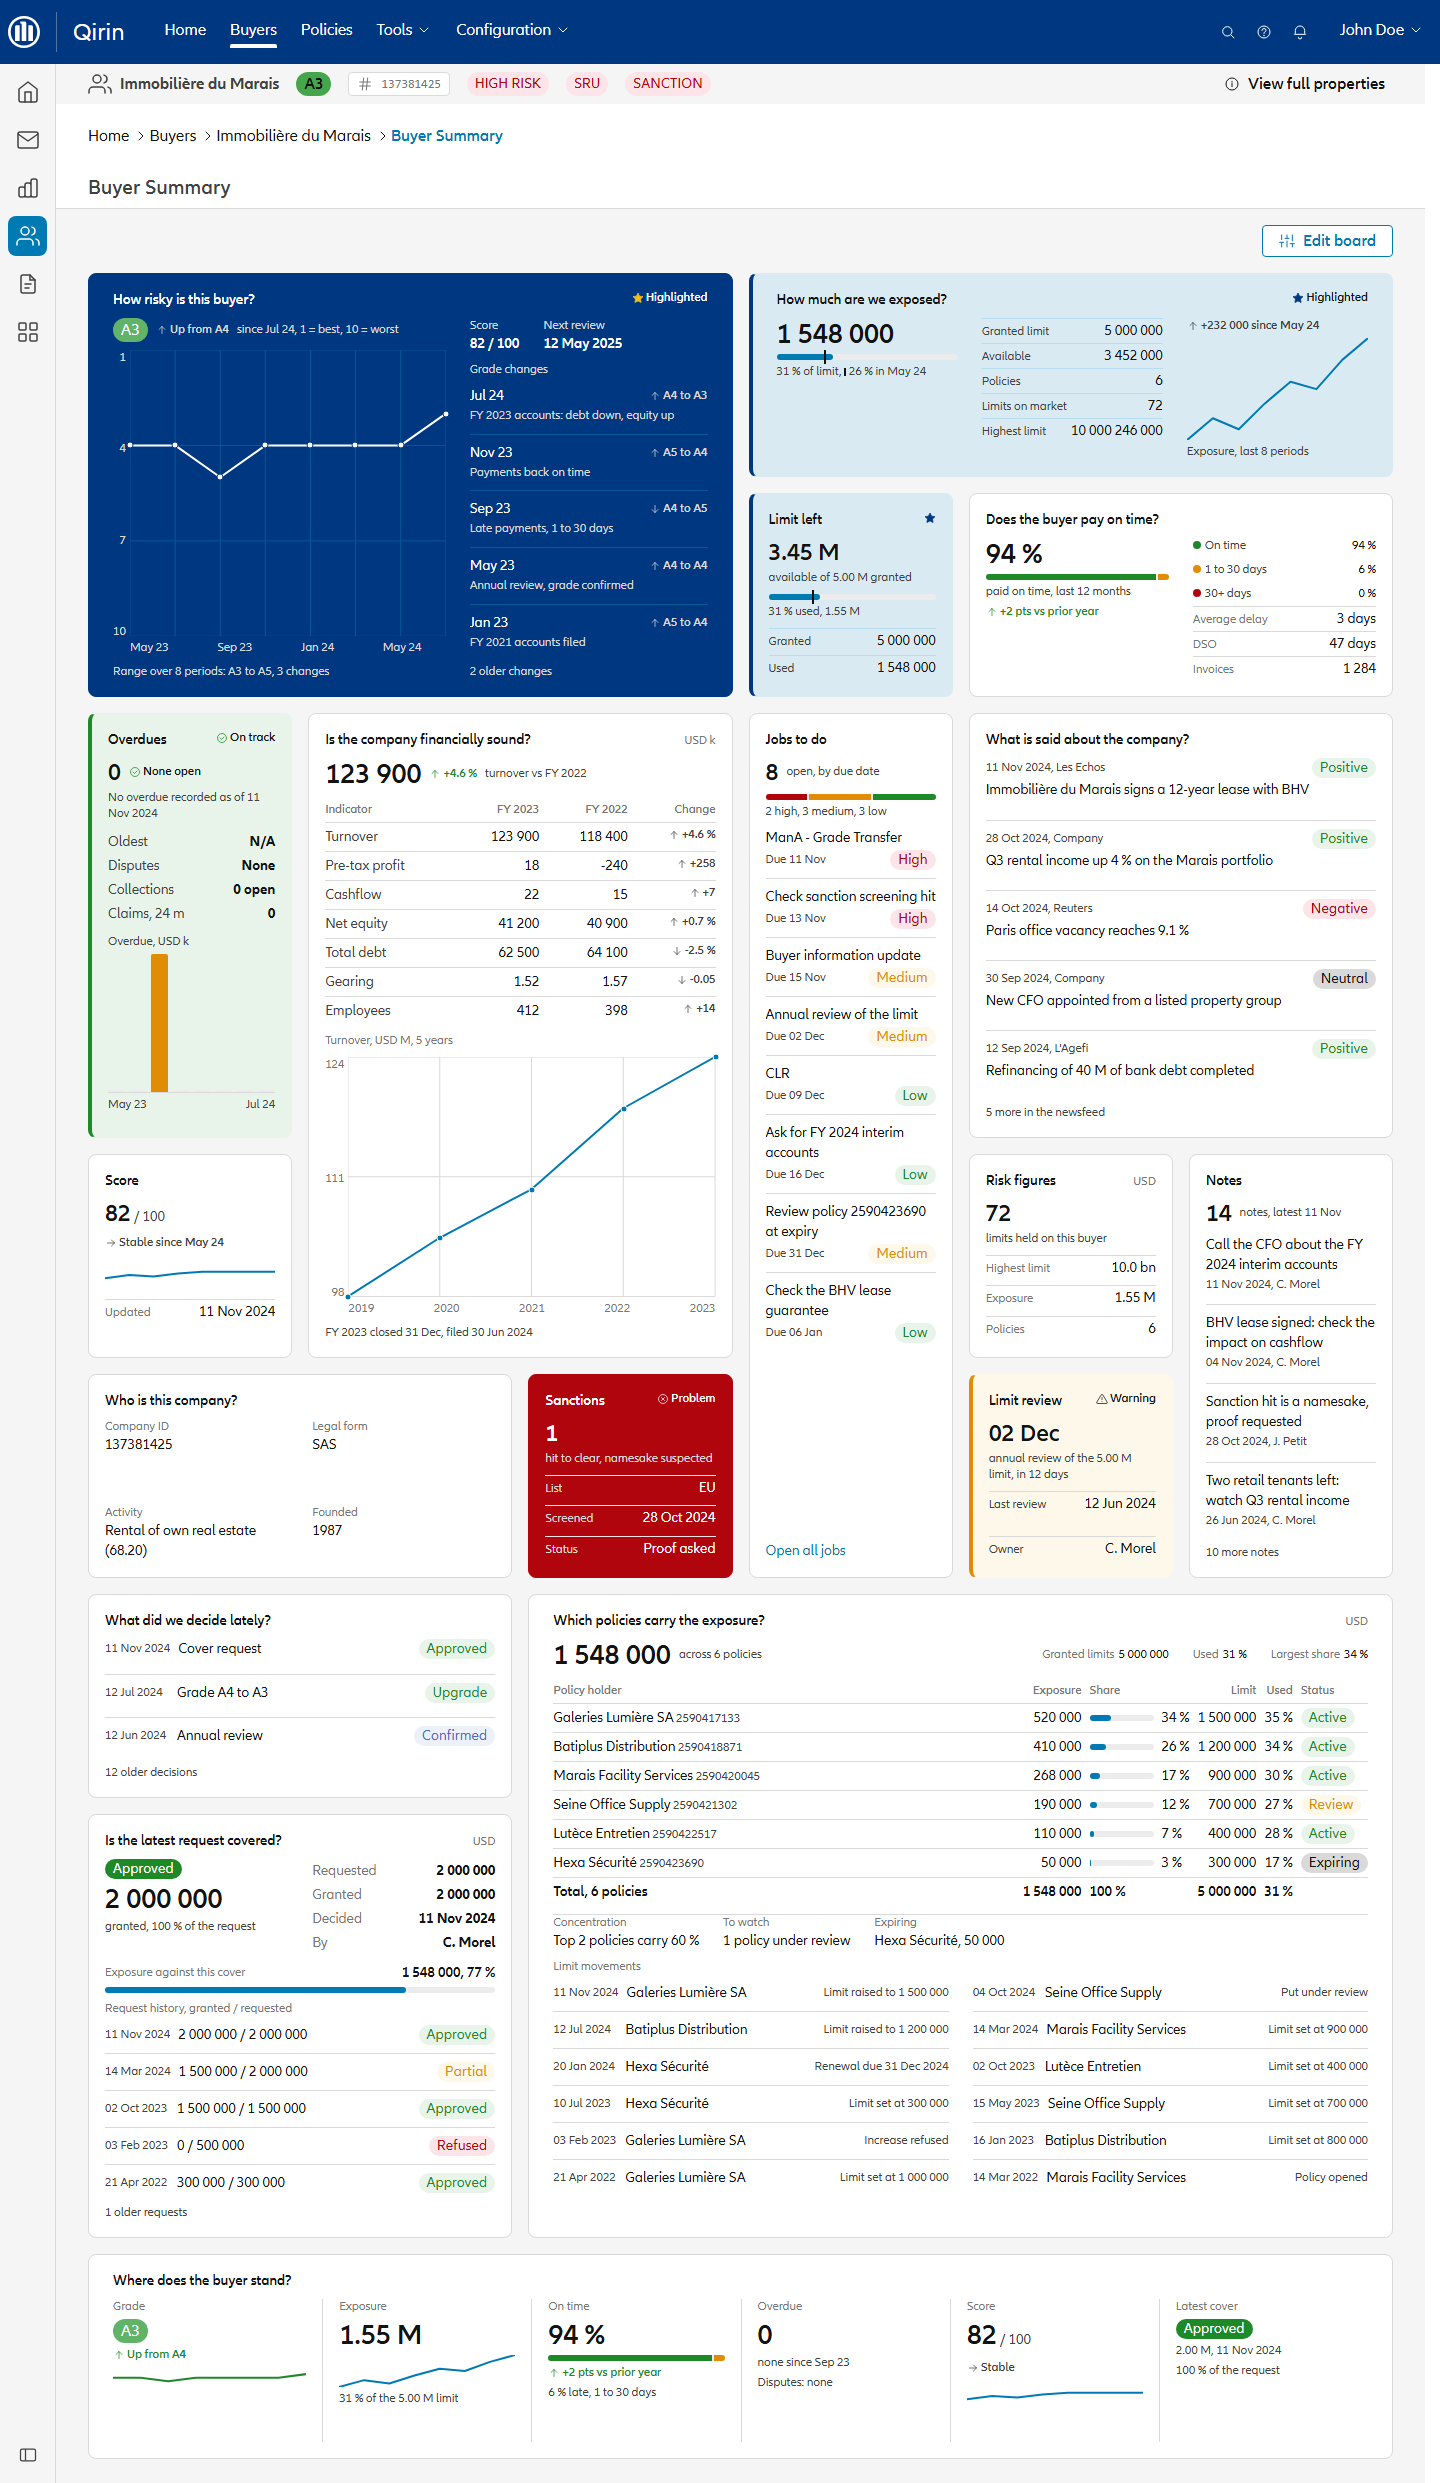 Qirin
Home
Buyers
Policies
Tools
Configuration
John Doe
Immobilière du Marais
A3
# 137381425
HIGH RISK
SRU
SANCTION
View full properties
Home > Buyers > Immobilière du Marais > Buyer Summary
Buyer Summary
Edit board
How risky is this buyer?
Highlighted
A3 ↑ Up from A4 since Jul 24, 1 = best, 10 = worst
1
4
7
10
May 23 Sep 23 Jan 24 May 24
Range over 8 periods: A3 to A5, 3 changes
Score
82 / 100
Next review
12 May 2025
Grade changes
Jul 24 ↑ A4 to A3
FY 2023 accounts: debt down, equity up
Nov 23 ↑ A5 to A4
Payments back on time
Sep 23 ↓ A4 to A5
Late payments, 1 to 30 days
May 23 ↑ A4 to A4
Annual review, grade confirmed
Jan 23 ↑ A5 to A4
FY 2021 accounts filed
2 older changes
How much are we exposed?
Highlighted
1 548 000
31 % of limit, 26 % in May 24
Granted limit 5 000 000
Available 3 452 000
Policies 6
Limits on market 72
Highest limit 10 000 246 000
↑ +232 000 since May 24
Exposure, last 8 periods
Limit left
3.45 M
available of 5.00 M granted
31 % used, 1.55 M
Granted 5 000 000
Used 1 548 000
Does the buyer pay on time?
94 %
paid on time, last 12 months
↑ +2 pts vs prior year
On time 94 %
1 to 30 days 6 %
30+ days 0 %
Average delay 3 days
DSO 47 days
Invoices 1 284
Overdues
On track
0 None open
No overdue recorded as of 11
Nov 2024
Oldest N/A
Disputes None
Collections 0 open
Claims, 24 m 0
Overdue, USD k
May 23 Jul 24
Is the company financially sound?
USD k
123 900 ↑ +4.6 % turnover vs FY 2022
Indicator FY 2023 FY 2022 Change
Turnover 123 900 118 400 ↑ +4.6 %
Pre-tax profit 18 -240 ↑ +258
Cashflow 22 15 ↑ +7
Net equity 41 200 40 900 ↑ +0.7 %
Total debt 62 500 64 100 ↓ -2.5 %
Gearing 1.52 1.57 ↓ -0.05
Employees 412 398 ↑ +14
Turnover, USD M, 5 years
124
111
98
2019 2020 2021 2022 2023
FY 2023 closed 31 Dec, filed 30 Jun 2024
Jobs to do
8 open, by due date
2 high, 3 medium, 3 low
ManA - Grade Transfer
Due 11 Nov High
Check sanction screening hit
Due 13 Nov High
Buyer information update
Due 15 Nov Medium
Annual review of the limit
Due 02 Dec Medium
CLR
Due 09 Dec Low
Ask for FY 2024 interim
accounts
Due 16 Dec Low
Review policy 2590423690
at expiry
Due 31 Dec Medium
Check the BHV lease
guarantee
Due 06 Jan Low
Open all jobs
What is said about the company?
11 Nov 2024, Les Echos Positive
Immobilière du Marais signs a 12-year lease with BHV
28 Oct 2024, Company Positive
Q3 rental income up 4 % on the Marais portfolio
14 Oct 2024, Reuters Negative
Paris office vacancy reaches 9.1 %
30 Sep 2024, Company Neutral
New CFO appointed from a listed property group
12 Sep 2024, L'Agefi Positive
Refinancing of 40 M of bank debt completed
5 more in the newsfeed
Score
82 / 100
→ Stable since May 24
Updated 11 Nov 2024
Risk figures
USD
72
limits held on this buyer
Highest limit 10.0 bn
Exposure 1.55 M
Policies 6
Notes
14 notes, latest 11 Nov
Call the CFO about the FY
2024 interim accounts
11 Nov 2024, C. Morel
BHV lease signed: check the
impact on cashflow
04 Nov 2024, C. Morel
Sanction hit is a namesake,
proof requested
28 Oct 2024, J. Petit
Two retail tenants left:
watch Q3 rental income
26 Jun 2024, C. Morel
10 more notes
Who is this company?
Company ID
137381425
Legal form
SAS
Activity
Rental of own real estate
(68.20)
Founded
1987
Sanctions
Problem
1
hit to clear, namesake suspected
List EU
Screened 28 Oct 2024
Status Proof asked
Limit review
Warning
02 Dec
annual review of the 5.00 M
limit, in 12 days
Last review 12 Jun 2024
Owner C. Morel
What did we decide lately?
11 Nov 2024 Cover request Approved
12 Jul 2024 Grade A4 to A3 Upgrade
12 Jun 2024 Annual review Confirmed
12 older decisions
Which policies carry the exposure?
USD
1 548 000 across 6 policies
Granted limits 5 000 000 Used 31 % Largest share 34 %
Policy holder Exposure Share Limit Used Status
Galeries Lumière SA 2590417133 520 000 34 % 1 500 000 35 % Active
Batiplus Distribution 2590418871 410 000 26 % 1 200 000 34 % Active
Marais Facility Services 2590420045 268 000 17 % 900 000 30 % Active
Seine Office Supply 2590421302 190 000 12 % 700 000 27 % Review
Lutèce Entretien 2590422517 110 000 7 % 400 000 28 % Active
Hexa Sécurité 2590423690 50 000 3 % 300 000 17 % Expiring
Total, 6 policies 1 548 000 100 % 5 000 000 31 %
Concentration
Top 2 policies carry 60 %
To watch
1 policy under review
Expiring
Hexa Sécurité, 50 000
Limit movements
11 Nov 2024 Galeries Lumière SA Limit raised to 1 500 000
12 Jul 2024 Batiplus Distribution Limit raised to 1 200 000
20 Jan 2024 Hexa Sécurité Renewal due 31 Dec 2024
10 Jul 2023 Hexa Sécurité Limit set at 300 000
03 Feb 2023 Galeries Lumière SA Increase refused
21 Apr 2022 Galeries Lumière SA Limit set at 1 000 000
04 Oct 2024 Seine Office Supply Put under review
14 Mar 2024 Marais Facility Services Limit set at 900 000
02 Oct 2023 Lutèce Entretien Limit set at 400 000
15 May 2023 Seine Office Supply Limit set at 700 000
16 Jan 2023 Batiplus Distribution Limit set at 800 000
14 Mar 2022 Marais Facility Services Policy opened
Is the latest request covered?
USD
Approved
2 000 000
granted, 100 % of the request
Requested 2 000 000
Granted 2 000 000
Decided 11 Nov 2024
By C. Morel
Exposure against this cover 1 548 000, 77 %
Request history, granted / requested
11 Nov 2024 2 000 000 / 2 000 000 Approved
14 Mar 2024 1 500 000 / 2 000 000 Partial
02 Oct 2023 1 500 000 / 1 500 000 Approved
03 Feb 2023 0 / 500 000 Refused
21 Apr 2022 300 000 / 300 000 Approved
1 older requests
Where does the buyer stand?
Grade
A3
↑ Up from A4
Exposure
1.55 M
31 % of the 5.00 M limit
On time
94 %
↑ +2 pts vs prior year
6 % late, 1 to 30 days
Overdue
0
none since Sep 23
Disputes: none
Score
82 / 100
→ Stable
Latest cover
Approved
2.00 M, 11 Nov 2024
100 % of the request